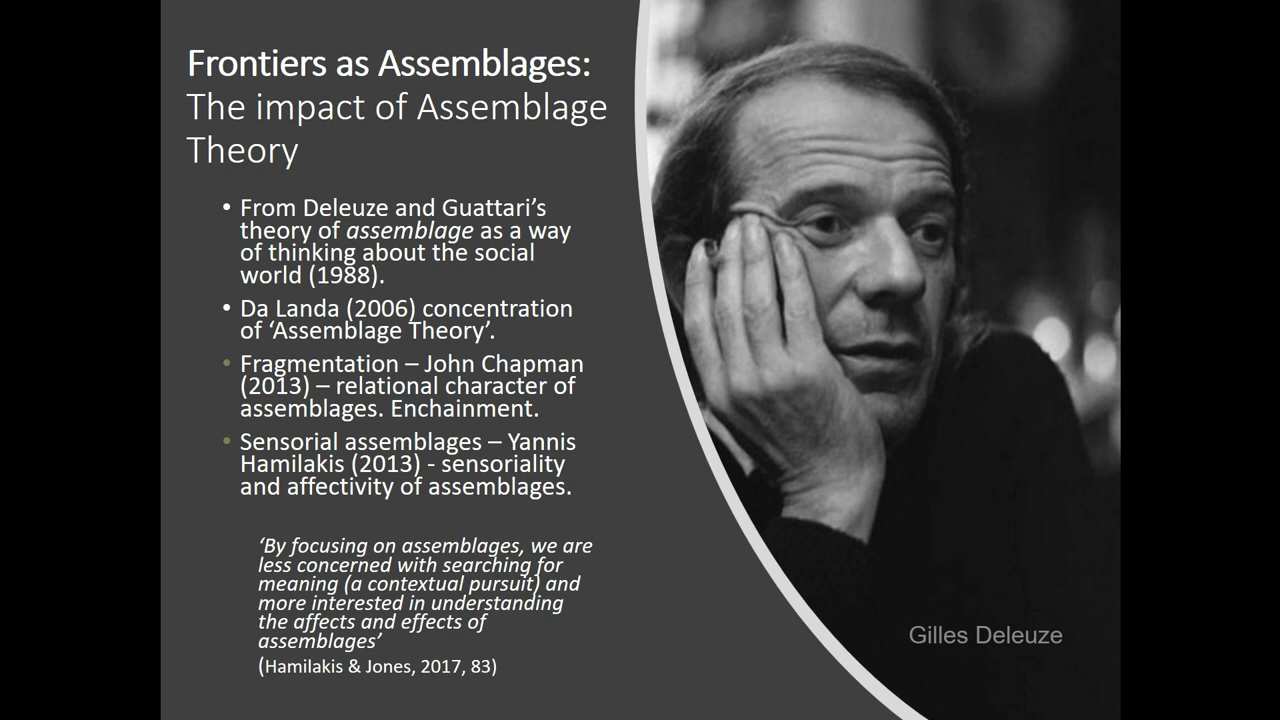 Frontiers as Assemblages:
The impact of Assemblage
Theory
• From Deleuze and Guattari’s
theory of assemblage as a way
of thinking about the social
world (1988).
• Da Landa (2006) concentration
of ‘Assemblage Theory’.
• Fragmentation – John Chapman
(2013) – relational character of
assemblages. Enchainment.
• Sensorial assemblages – Yannis
Hamilakis (2013) - sensoriality
and affectivity of assemblages.
‘By focusing on assemblages, we are
less concerned with searching for
meaning (a contextual pursuit) and
more interested in understanding
the affects and effects of
assemblages’
(Hamilakis & Jones, 2017, 83)
Gilles Deleuze